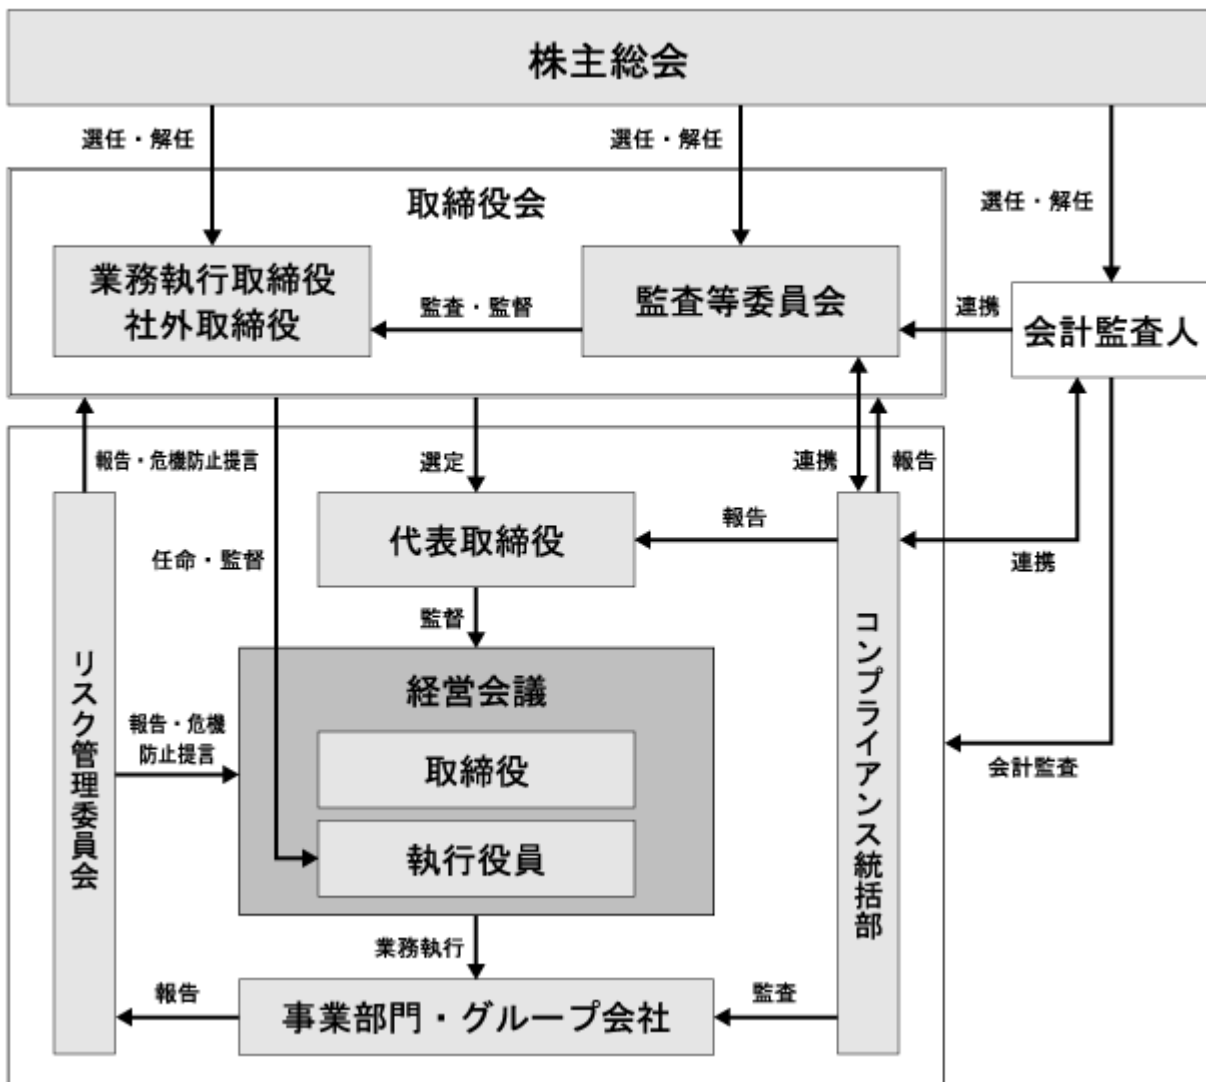 株主総会
選任・解任
選任・解任
選任・解任
取締役会
業務執行取締役
社外取締役
監査・監督
監査等委員会
連携
会計監査人
報告・危機防止提言
選定
連携
報告
代表取締役
報告
任命・監督
連携
監督
リスク管理委員会
コンプライアンス統括部
経営会議
報告・危機
防止提言
取締役
会計監査
執行役員
業務執行
報告
事業部門・グループ会社
監査